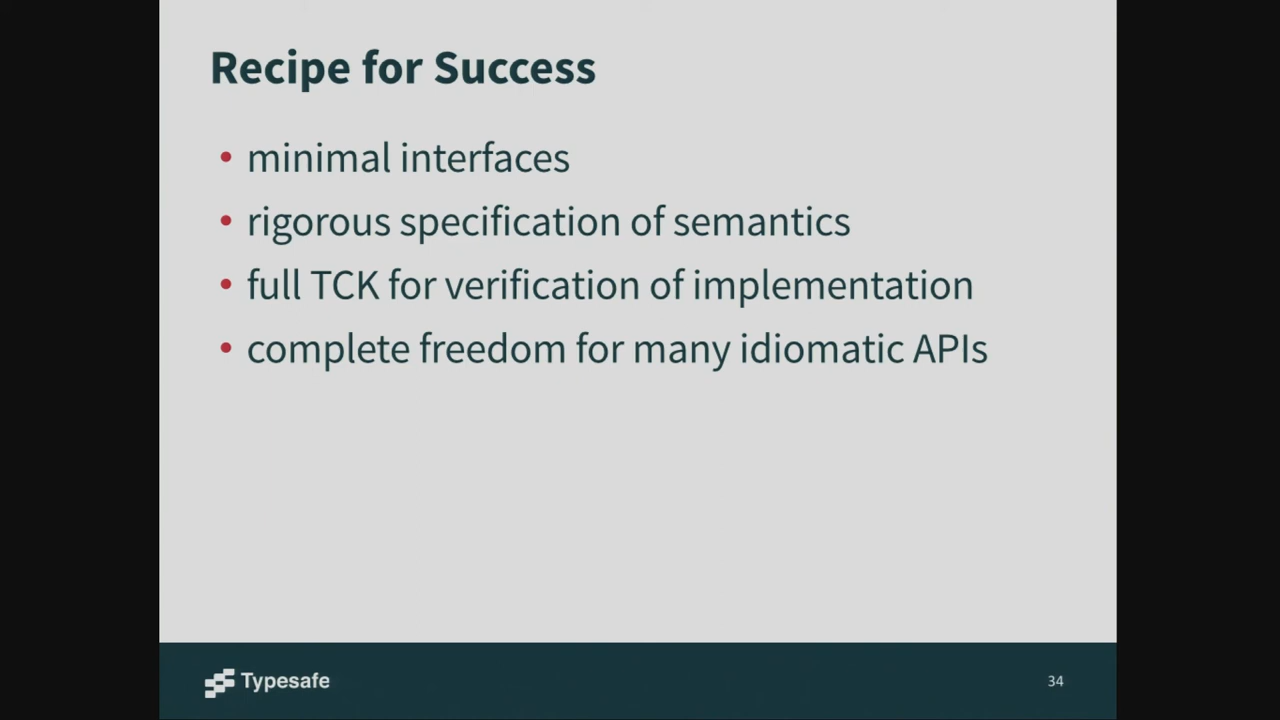 Recipe for Success
• minimal interfaces
• rigorous specification of semantics
• full TCK for verification of implementation
• complete freedom for many idiomatic APIs
Typesafe
34